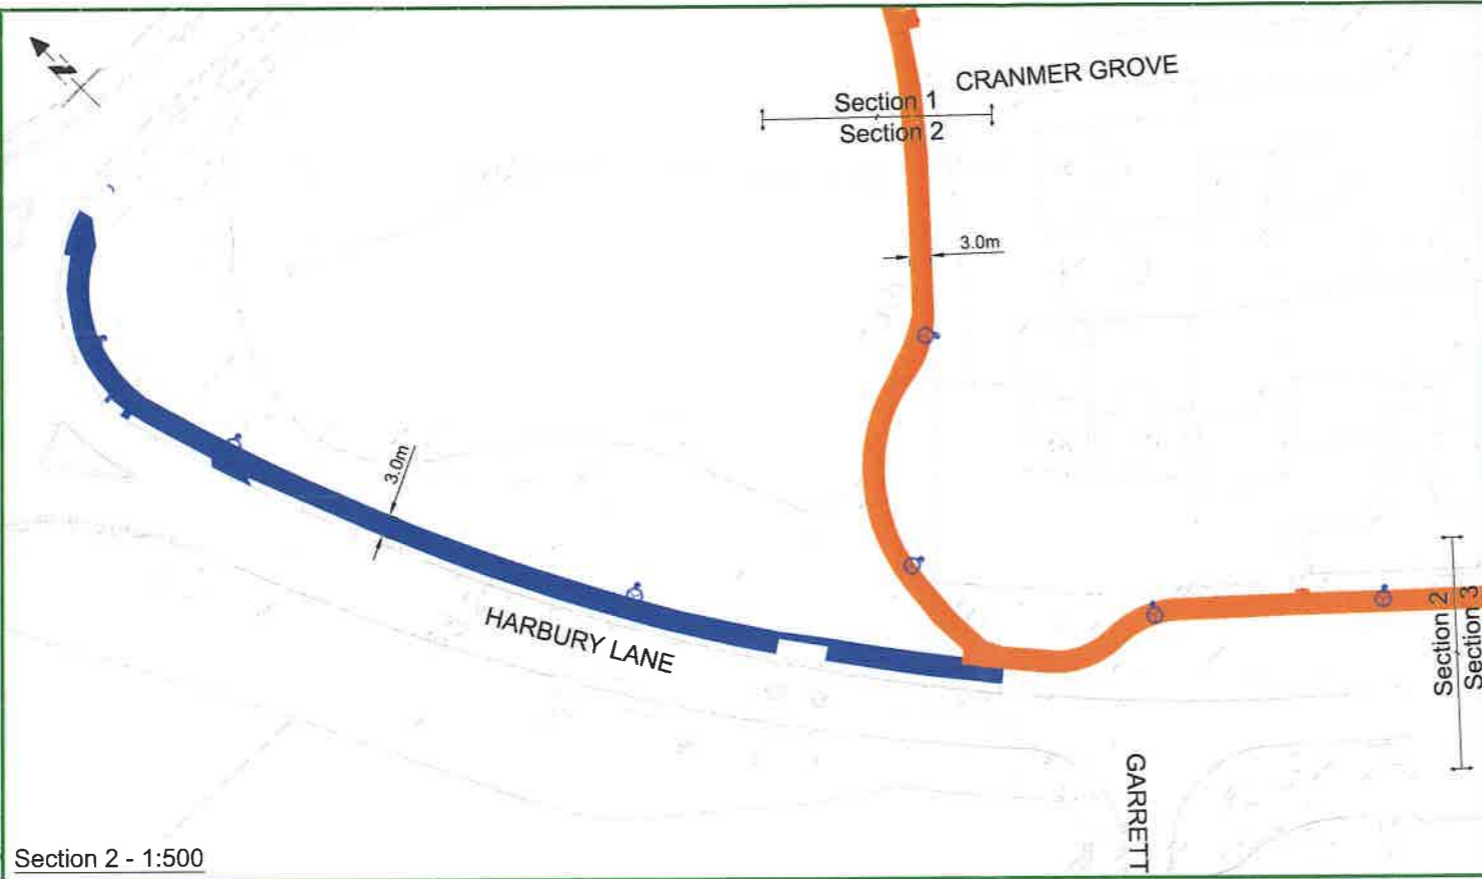 CRANMER GROVE
Section 1
Section 2
3.0m
3.0m
HARBURY LANE
Section 2
Section 3
GARRETT
Section 2 - 1:500